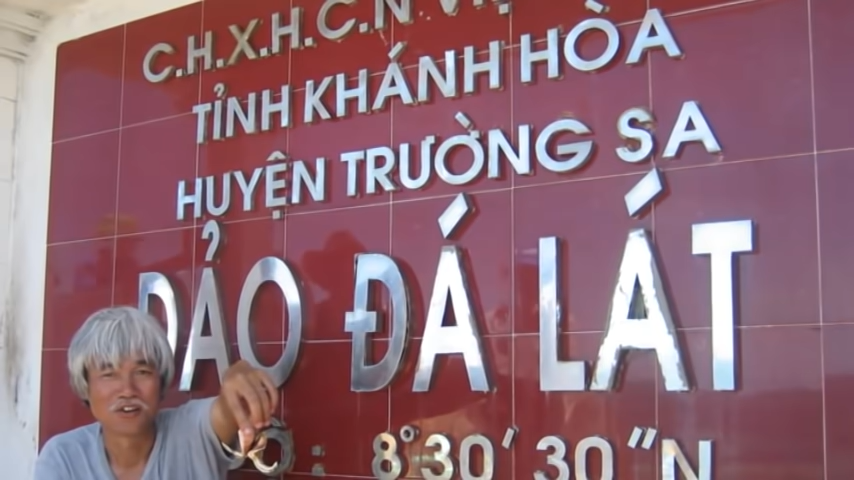 C.H.X.H.C.N
TỈNH KHÁNH HÒA
HUYỆN TRƯỜNG SA
ĐẢO ĐÁ LÁT
8°30′30″N